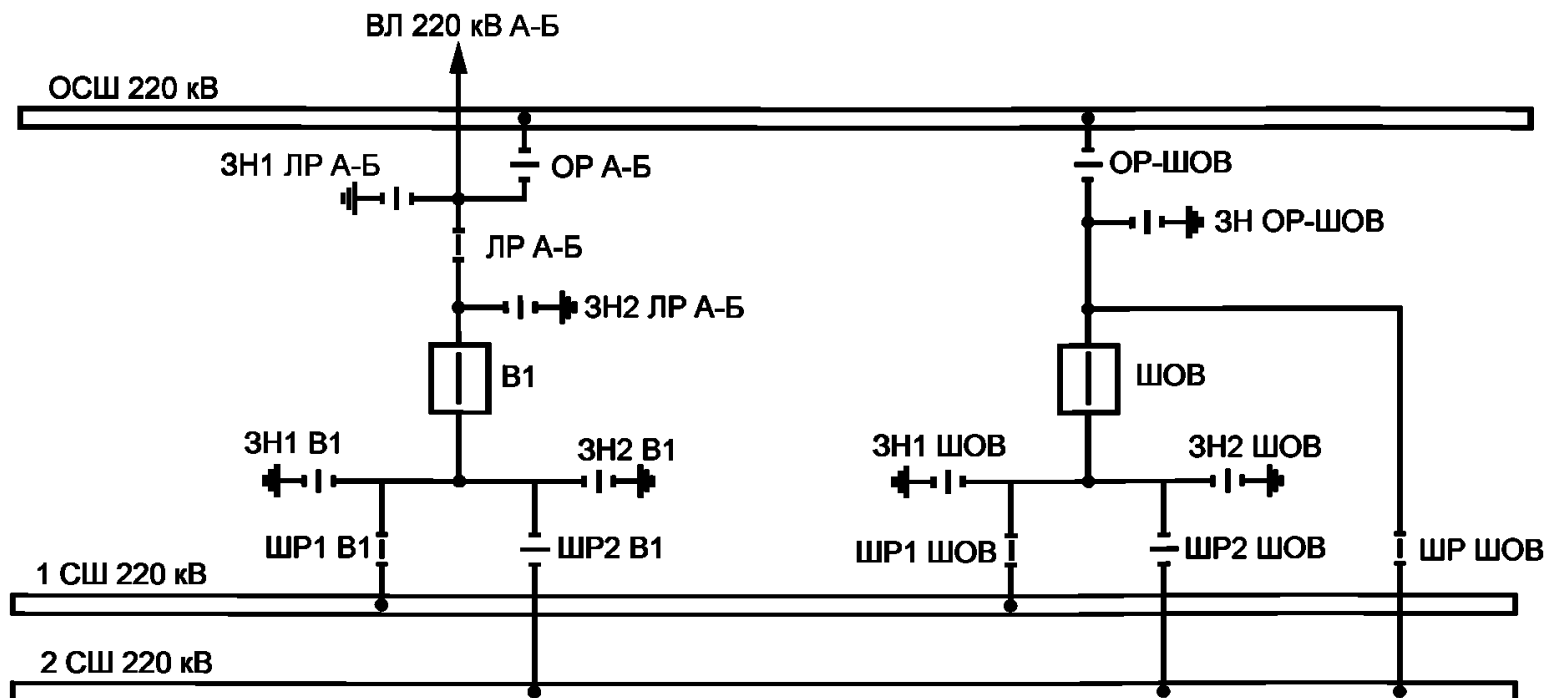 ВЛ 220 кВ А-Б
ОСШ 220 кВ
ЗН1 ЛР А-Б
ОР А-Б
ОР-ШОВ
ЗН ОР-ШОВ
ЛР А-Б
ЗН2 ЛР А-Б
В1
ШОВ
ЗН1 В1
ЗН2 В1
ЗН1 ШОВ
ЗН2 ШОВ
ШР1 В1
ШР2 В1
ШР1 ШОВ
ШР2 ШОВ
ШР ШОВ
1 СШ 220 кВ
2 СШ 220 кВ